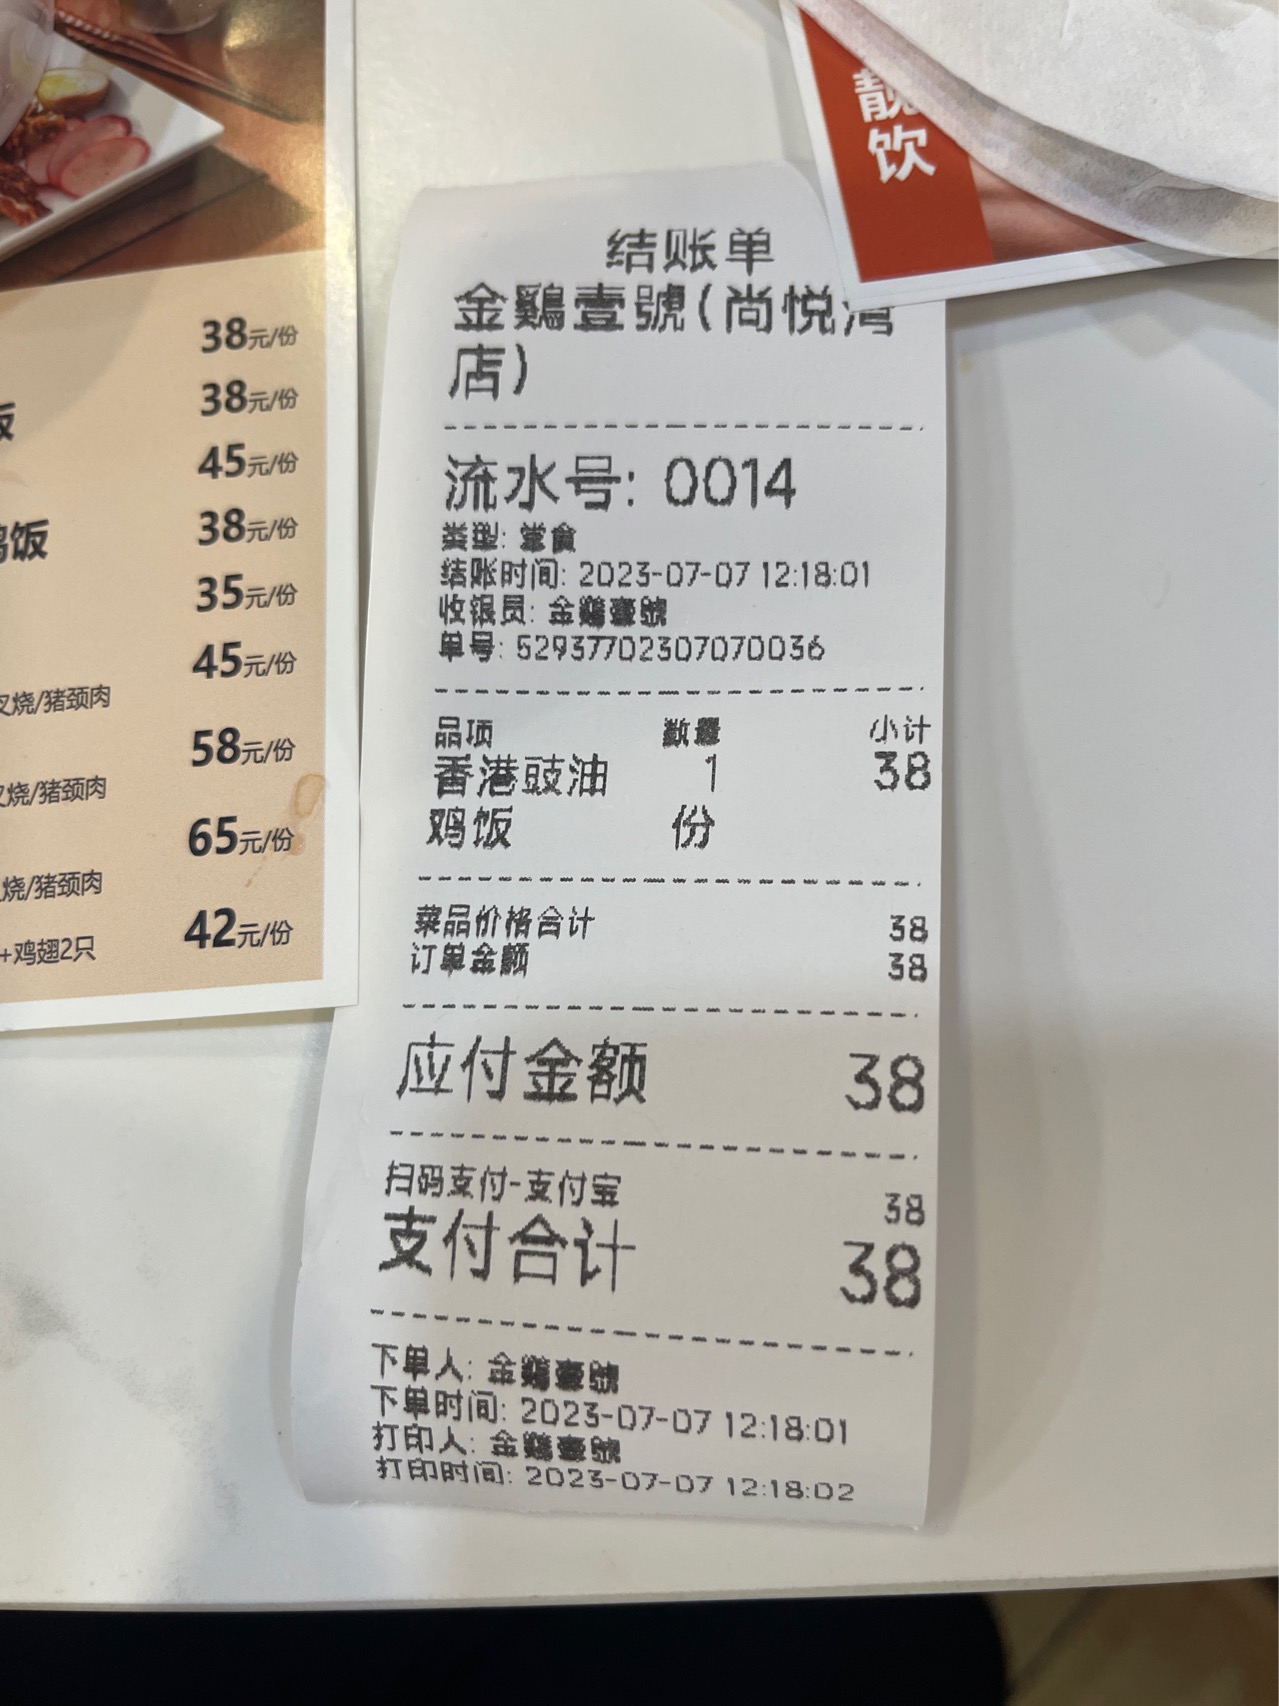 靓
饮
38元/份
饭
38元/份
45元/份
鸡饭
38元/份
35元/份
45元/份
叉烧/猪颈肉
58元/份
叉烧/猪颈肉
65元/份
烧/猪颈肉
42元/份
+鸡翅2只
结账单
金鷄壹號(尚悦湾
店)
流水号: 0014
类型: 堂食
结账时间: 2023-07-07 12:18:01
收银员: 金鷄壹號
单号: 529377702307070036
品项 数量 小计
香港豉油 1 38
鸡饭 份
菜品价格合计 38
订单金额 38
应付金额 38
扫码支付-支付宝 38
支付合计 38
下单人: 金鷄壹號
下单时间: 2023-07-07 12:18:01
打印人: 金鷄壹號
打印时间: 2023-07-07 12:18:02